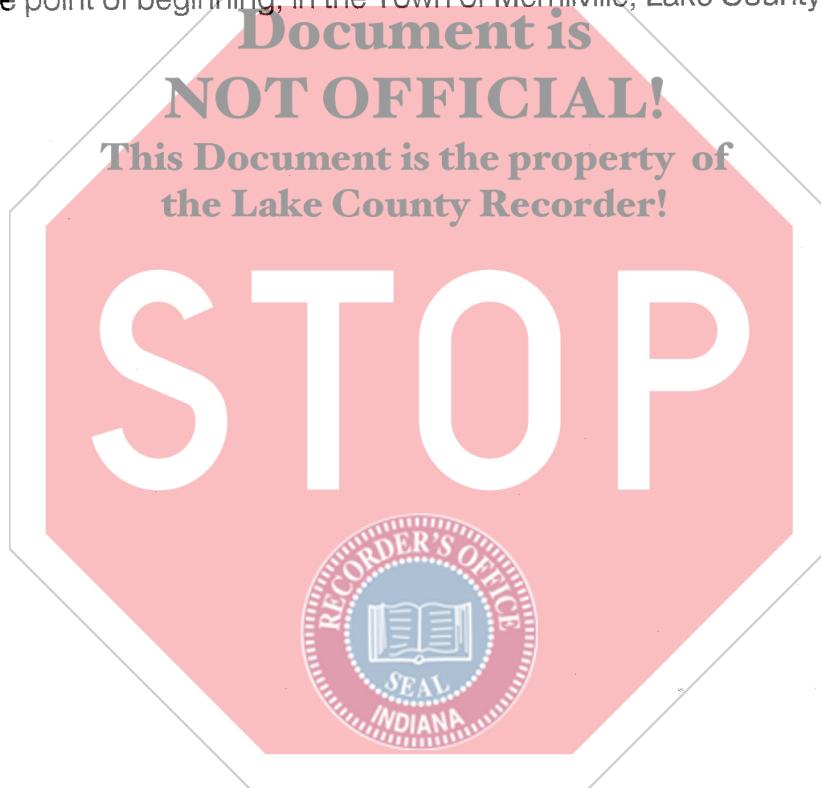 e point of beginning, in the Town of Merrillville, Lake County
Document is
NOT OFFICIAL!
This Document is the property of
the Lake County Recorder!
STOP
RECORDER'S OFFICE
SEAL
INDIANA